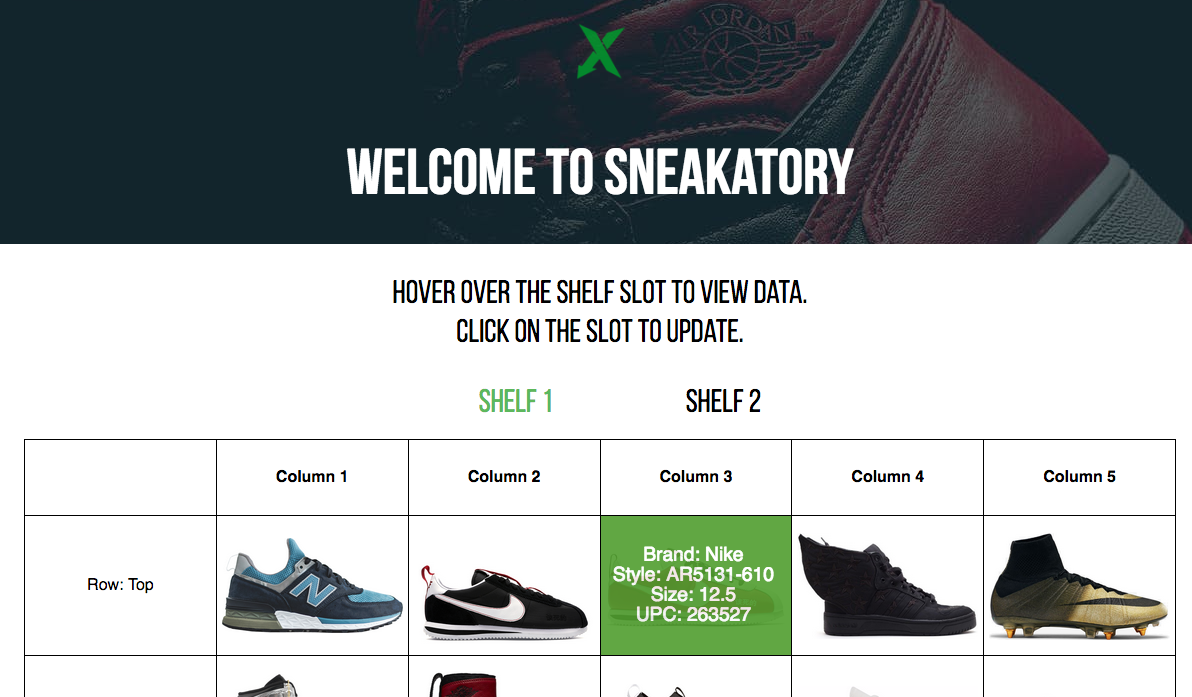 AIR JORDAN
WELCOME TO SNEAKATORY
HOVER OVER THE SHELF SLOT TO VIEW DATA.
CLICK ON THE SLOT TO UPDATE.
SHELF 1
SHELF 2
Column 1
Column 2
Column 3
Column 4
Column 5
Row: Top
N
Brand: Nike
Style: AR5131-610
Size: 12.5
UPC: 263527